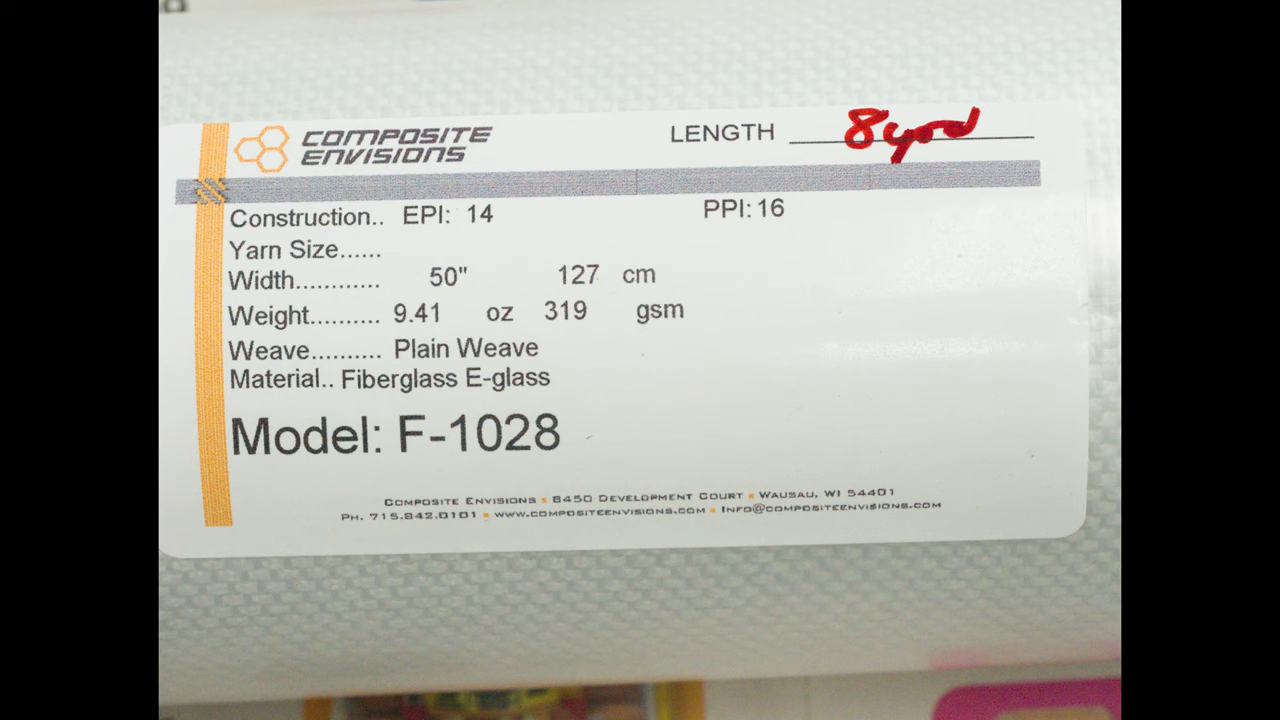 COMPOSITE ENVISIONS
LENGTH 8 yard
Construction.. EPI: 14 PPI: 16
Yarn Size......
Width............ 50" 127 cm
Weight.......... 9.41 oz 319 gsm
Weave.......... Plain Weave
Material.. Fiberglass E-glass
Model: F-1028
COMPOSITE ENVISIONS ▪ 8450 DEVELOPMENT COURT ▪ WAUSAU, WI 54401
PH. 715.842.0101 ▪ WWW.COMPOSITEENVISIONS.COM ▪ INFO@COMPOSITEENVISIONS.COM